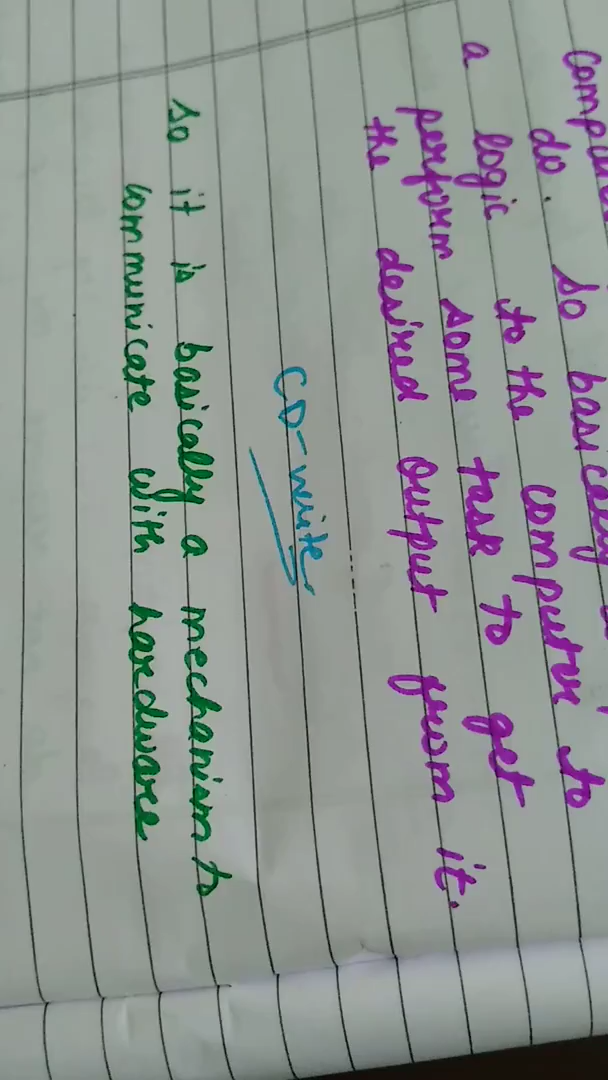 do. so basically
a logic to the computer to
perform some task to get
the desired output from it.
CD-write.
so it is basically a mechanism to
communicate with hardware